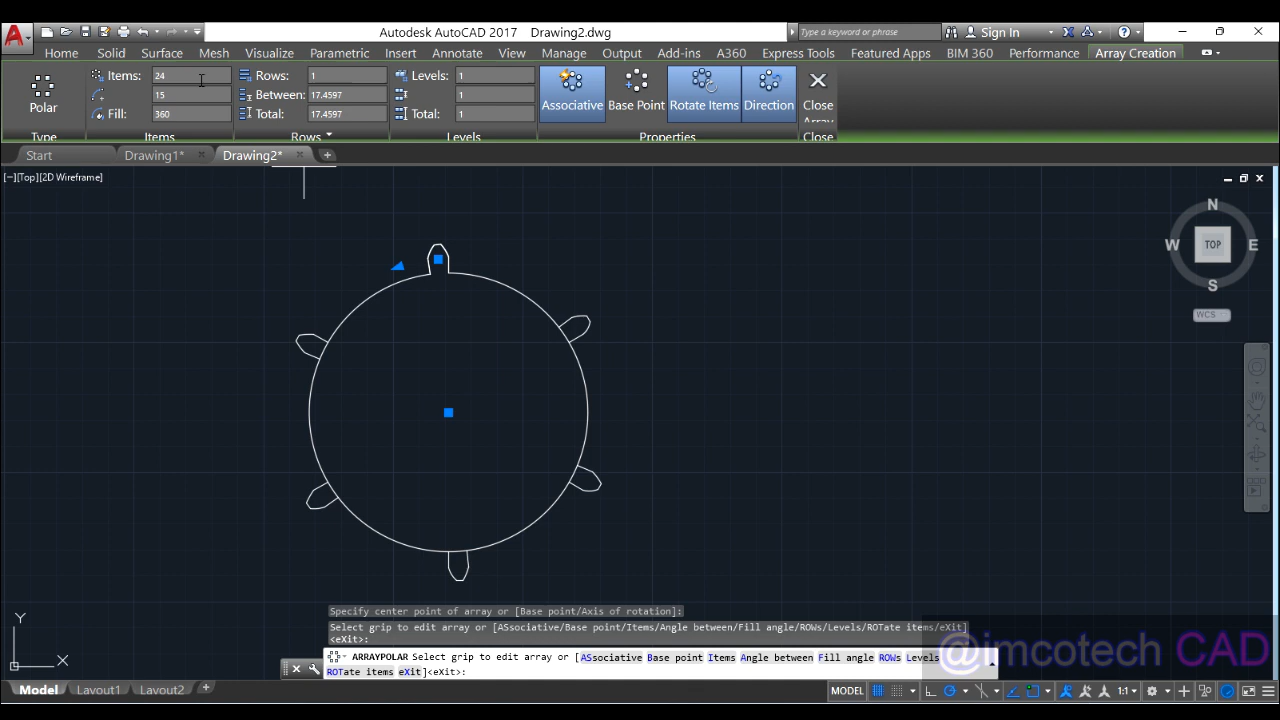 Autodesk AutoCAD 2017 Drawing2.dwg
Type a keyword or phrase
Sign In
Home Solid Surface Mesh Visualize Parametric Insert Annotate View Manage Output Add-ins A360 Express Tools Featured Apps BIM 360 Performance Array Creation
Polar
Type
Items: 24
15
Fill: 360
Items
Rows: 1
Between: 17.4597
Total: 17.4597
Rows
Levels: 1
1
Total: 1
Levels
Associative
Base Point
Rotate Items
Direction
Properties
Close
Array
Close
Start Drawing1* Drawing2*
[−][Top][2D Wireframe]
N
W TOP E
S
WCS
Y
X
Specify center point of array or [Base point/Axis of rotation]:
Select grip to edit array or [ASsociative/Base point/Items/Angle between/Fill angle/ROWs/Levels/ROTate items/eXit]
<eXit>:
ARRAYPOLAR Select grip to edit array or [ASsociative Base point Items Angle between Fill angle ROWs Levels
ROTate items eXit]<eXit>:
@imcotech CAD
Model Layout1 Layout2 +
MODEL
1:1